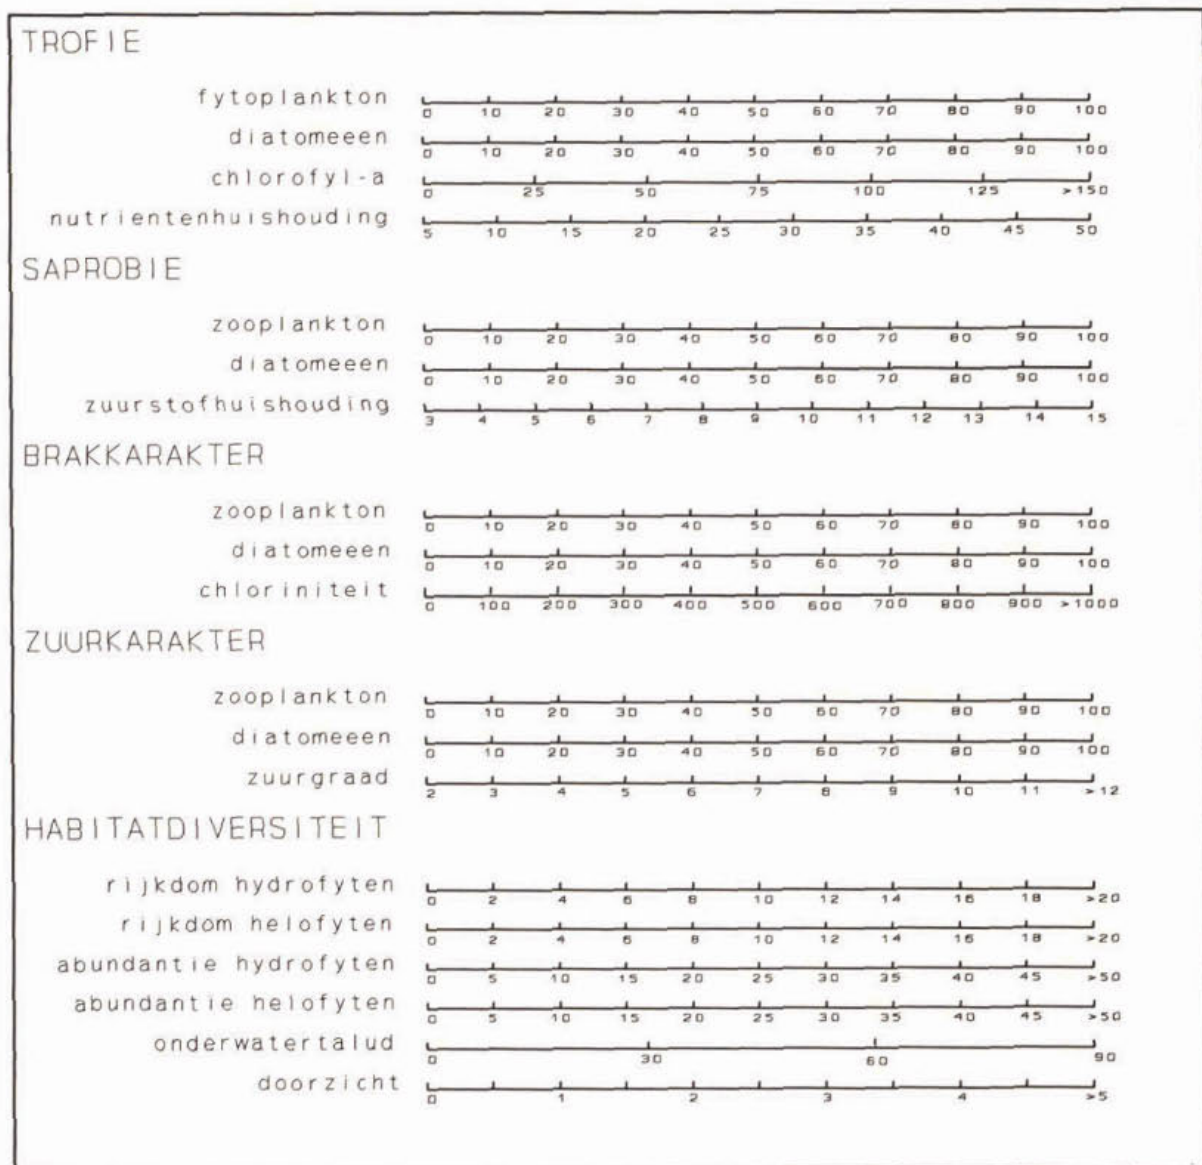 TROFIE
fytoplankton
0 10 20 30 40 50 60 70 80 90 100
diatomeeen
0 10 20 30 40 50 60 70 80 90 100
chlorofyl-a
0 25 50 75 100 125 >150
nutrientenhuishouding
5 10 15 20 25 30 35 40 45 50
SAPROBIE
zooplankton
0 10 20 30 40 50 60 70 80 90 100
diatomeeen
0 10 20 30 40 50 60 70 80 90 100
zuurstofhuishouding
3 4 5 6 7 8 9 10 11 12 13 14 15
BRAKKARAKTER
zooplankton
0 10 20 30 40 50 60 70 80 90 100
diatomeeen
0 10 20 30 40 50 60 70 80 90 100
chloriniteit
0 100 200 300 400 500 600 700 800 900 >1000
ZUURKARAKTER
zooplankton
0 10 20 30 40 50 60 70 80 90 100
diatomeeen
0 10 20 30 40 50 60 70 80 90 100
zuurgraad
2 3 4 5 6 7 8 9 10 11 >12
HABITATDIVERSITEIT
rijkdom hydrofyten
0 2 4 6 8 10 12 14 16 18 >20
rijkdom helofyten
0 2 4 6 8 10 12 14 16 18 >20
abundantie hydrofyten
0 5 10 15 20 25 30 35 40 45 >50
abundantie helofyten
0 5 10 15 20 25 30 35 40 45 >50
onderwatertalud
0 30 60 90
doorzicht
0 1 2 3 4 >5